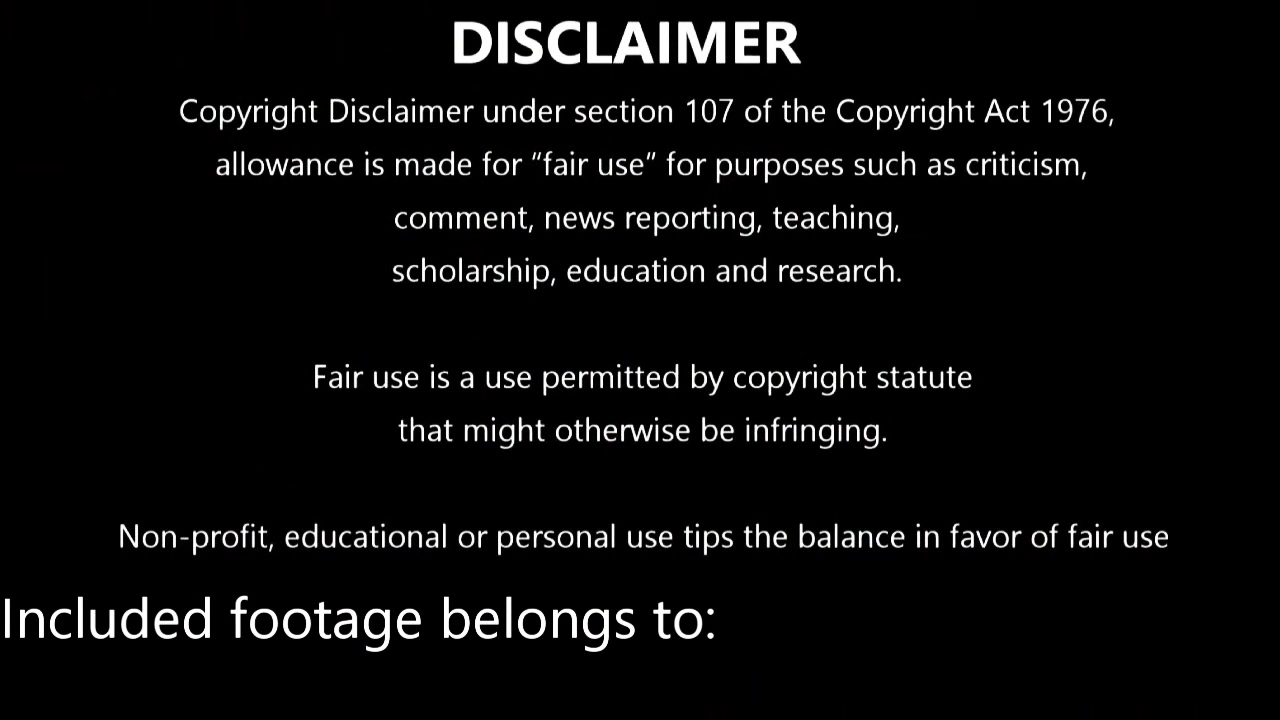 DISCLAIMER
Copyright Disclaimer under section 107 of the Copyright Act 1976,
allowance is made for “fair use” for purposes such as criticism,
comment, news reporting, teaching,
scholarship, education and research.
Fair use is a use permitted by copyright statute
that might otherwise be infringing.
Non-profit, educational or personal use tips the balance in favor of fair use
Included footage belongs to: